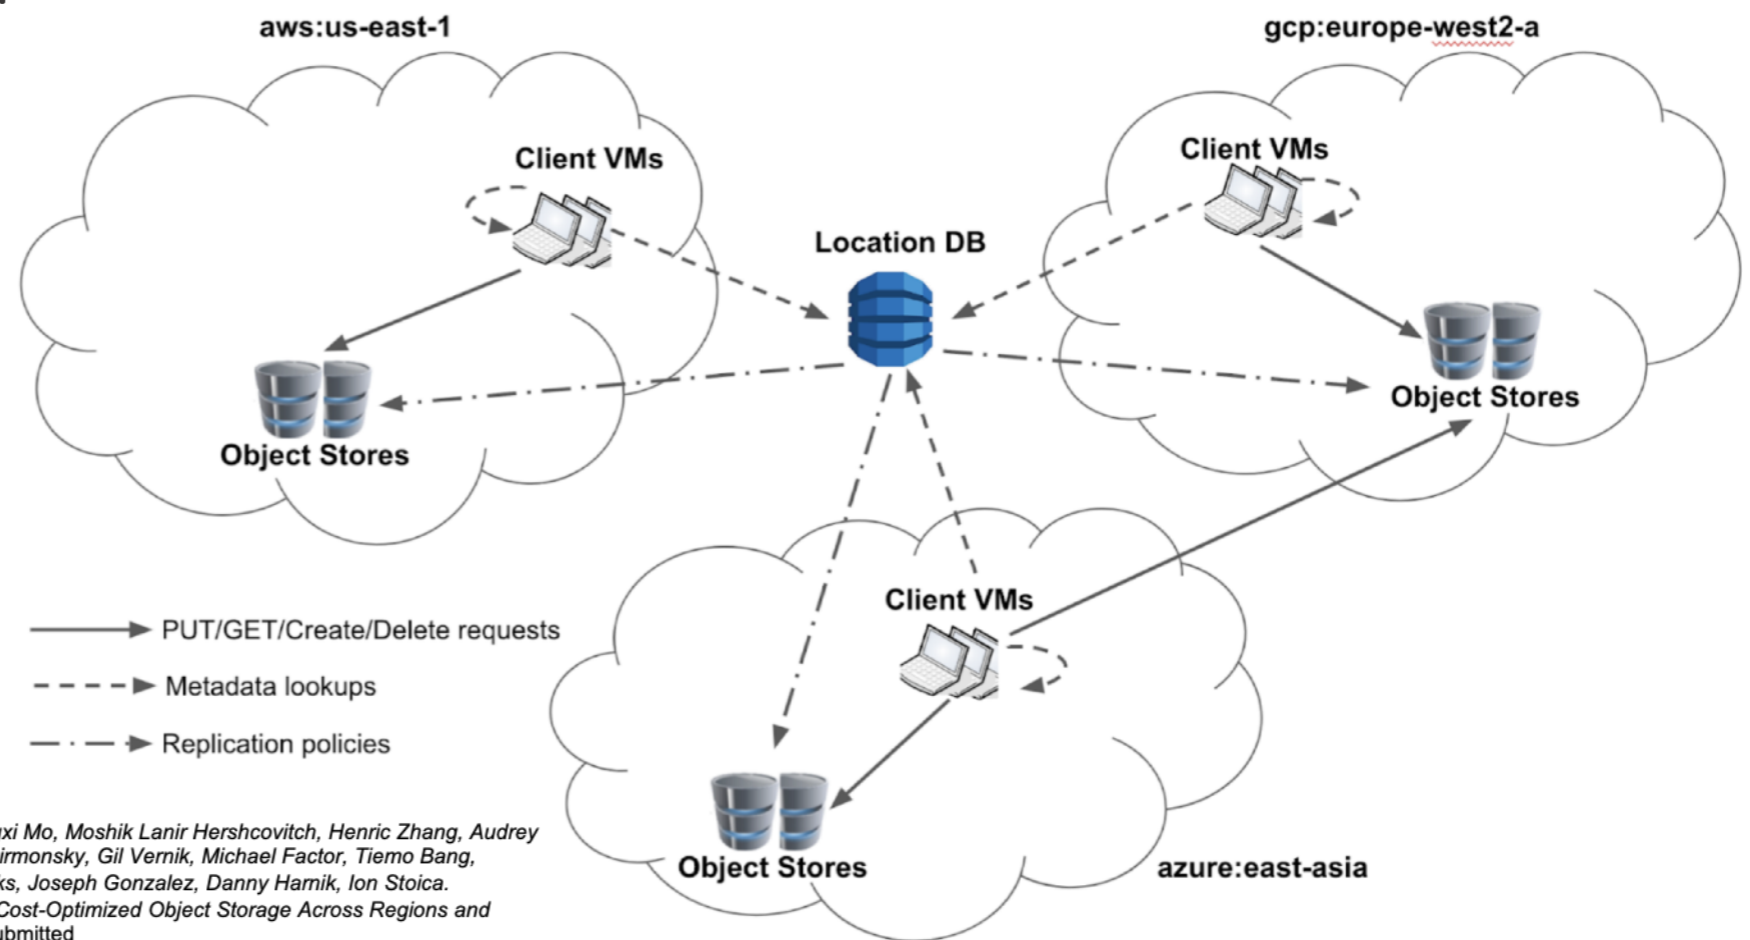 aws:us-east-1
gcp:europe-west2-a
Client VMs
Client VMs
Location DB
Object Stores
Object Stores
Client VMs
PUT/GET/Create/Delete requests
Metadata lookups
Replication policies
Object Stores
azure:east-asia
Mo, Moshik Lanir Hershcovitch, Henric Zhang, Audrey
Gil Vernik, Michael Factor, Tiemo Bang,
Joseph Gonzalez, Danny Harnik, Ion Stoica.
Cost-Optimized Object Storage Across Regions and